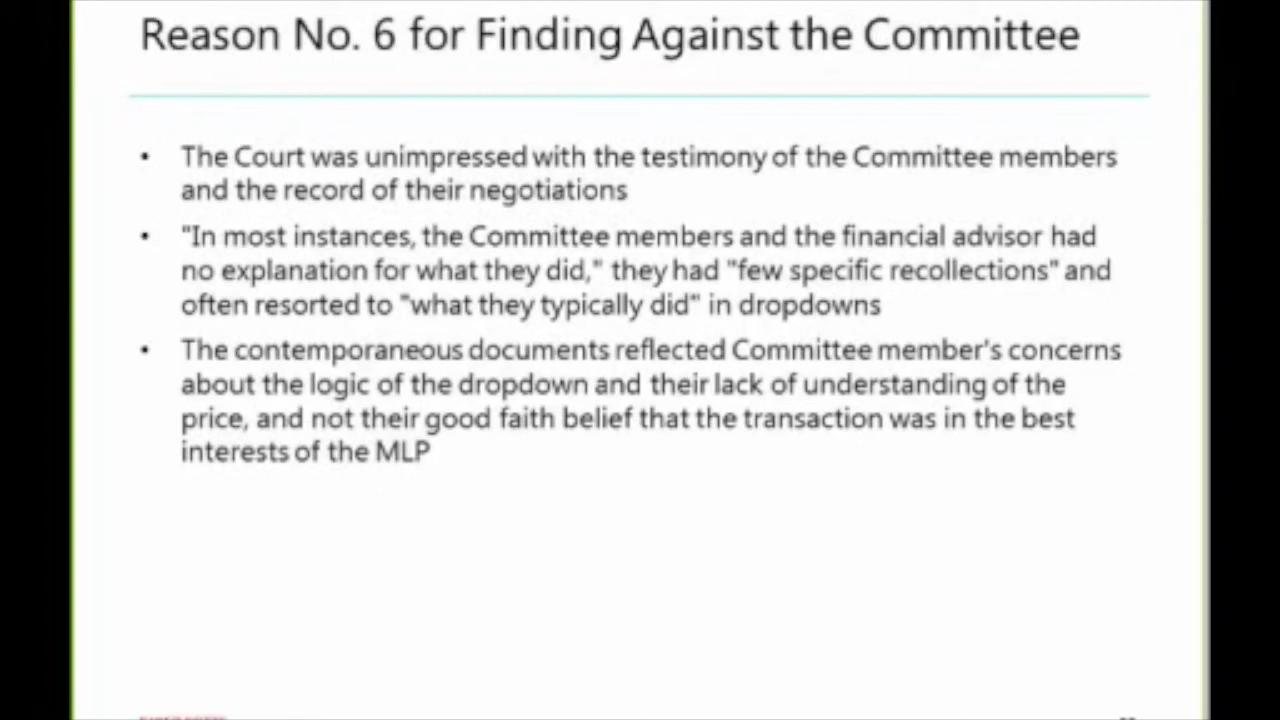 Reason No. 6 for Finding Against the Committee
• The Court was unimpressed with the testimony of the Committee members
and the record of their negotiations
• "In most instances, the Committee members and the financial advisor had
no explanation for what they did," they had "few specific recollections" and
often resorted to "what they typically did" in dropdowns
• The contemporaneous documents reflected Committee member's concerns
about the logic of the dropdown and their lack of understanding of the
price, and not their good faith belief that the transaction was in the best
interests of the MLP